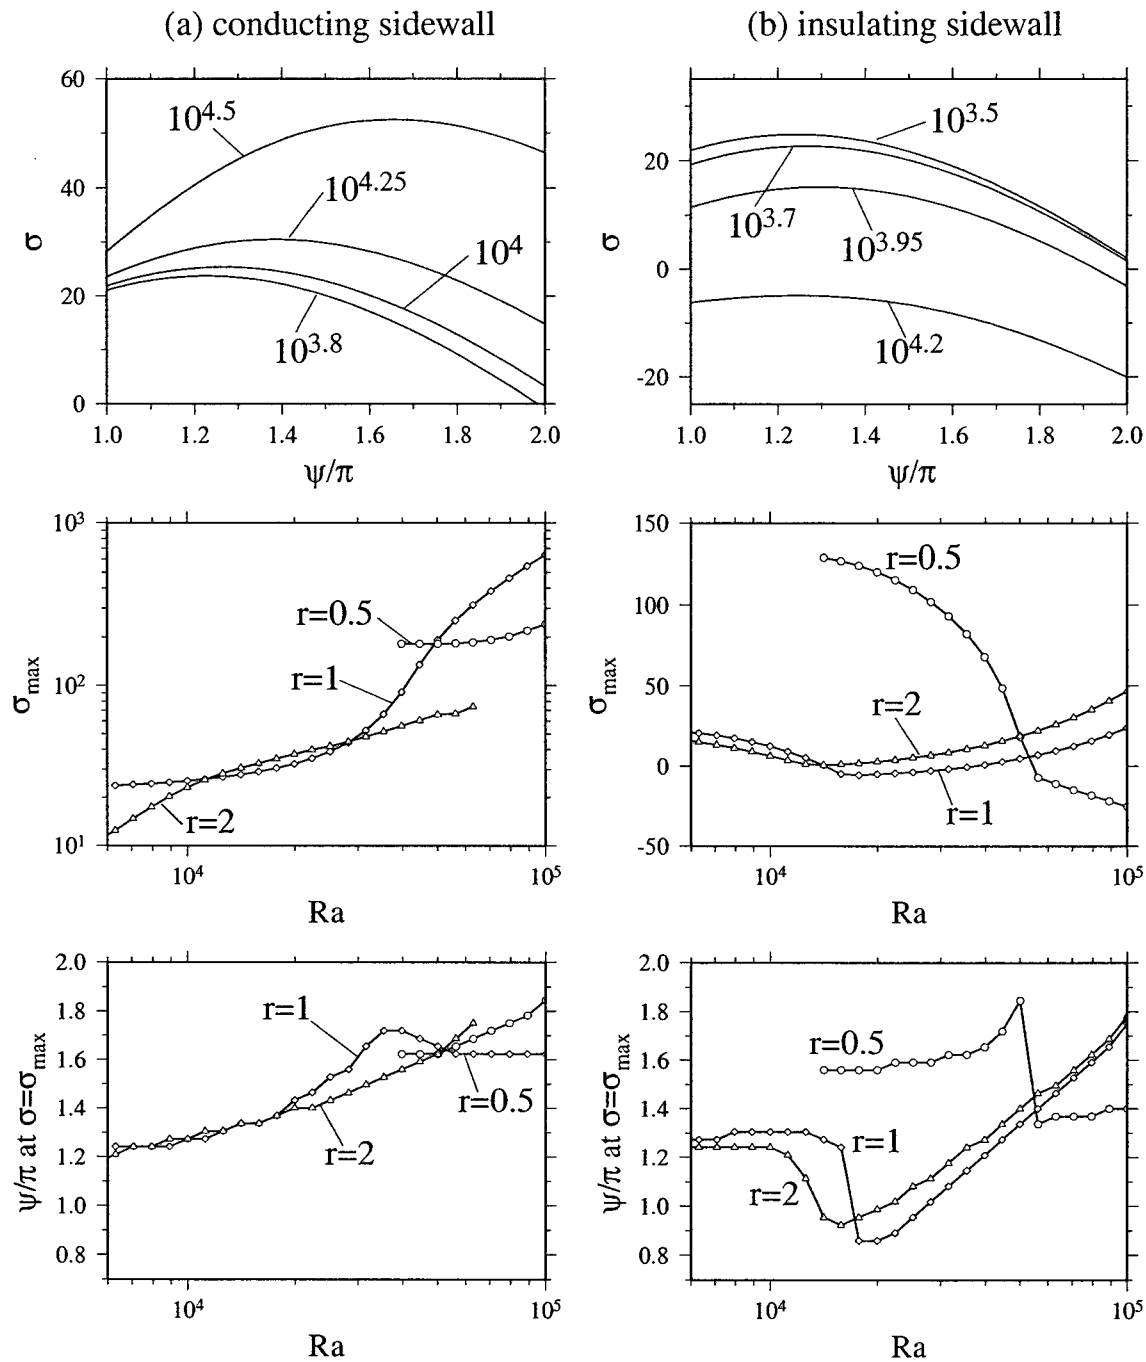 (a) conducting sidewall
(b) insulating sidewall
60
40
20
0
σ
10^4.5
10^4.25
10^4
10^3.8
1.0 1.2 1.4 1.6 1.8 2.0
ψ/π
20
0
-20
σ
10^3.5
10^3.7
10^3.95
10^4.2
1.0 1.2 1.4 1.6 1.8 2.0
ψ/π
10^3
10^2
10^1
σmax
r=0.5
r=1
r=2
10^4 10^5
Ra
150
100
50
0
-50
σmax
r=0.5
r=2
r=1
10^4 10^5
Ra
2.0
1.8
1.6
1.4
1.2
1.0
0.8
ψ/π at σ=σmax
r=1
r=0.5
r=2
10^4 10^5
Ra
2.0
1.8
1.6
1.4
1.2
1.0
0.8
ψ/π at σ=σmax
r=0.5
r=1
r=2
10^4 10^5
Ra